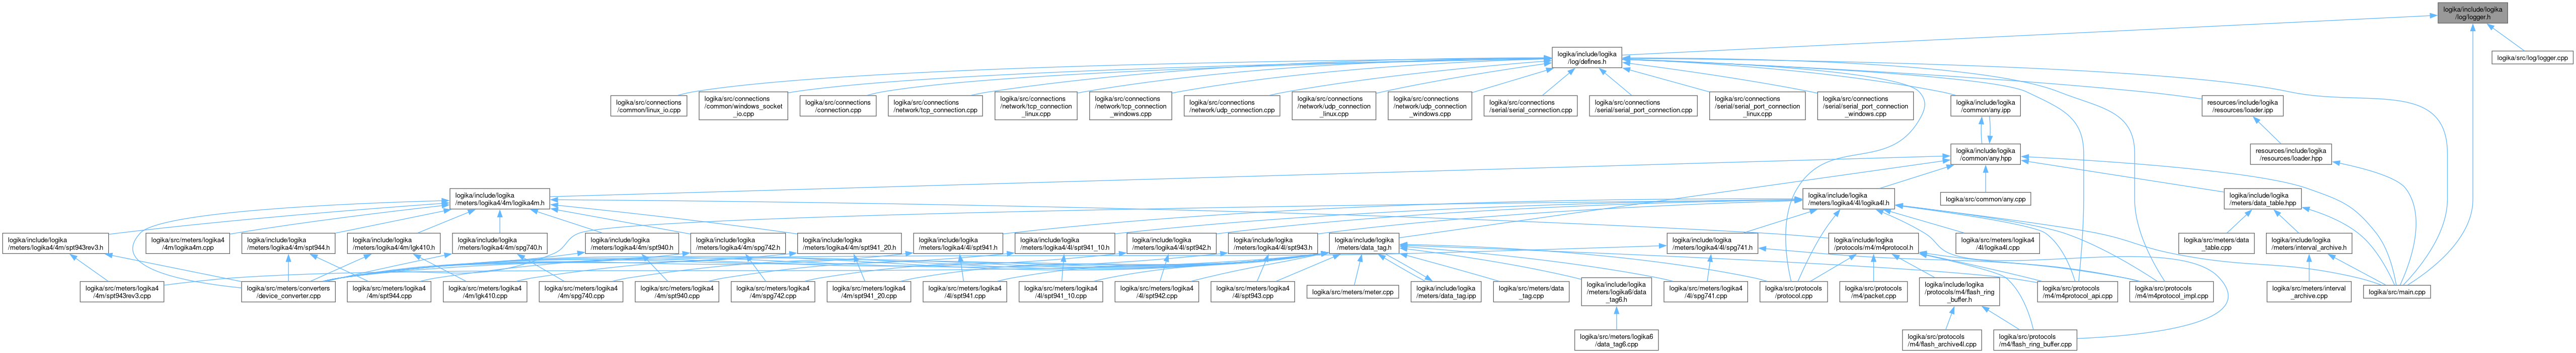 logika/include/logika
/log/logger.h
logika/include/logika
/log/defines.h
logika/src/log/logger.cpp
logika/src/connections
/common/linux_io.cpp
logika/src/connections
/common/windows_socket
_io.cpp
logika/src/connections
/connection.cpp
logika/src/connections
/network/tcp_connection.cpp
logika/src/connections
/network/tcp_connection
_linux.cpp
logika/src/connections
/network/tcp_connection
_windows.cpp
logika/src/connections
/network/udp_connection.cpp
logika/src/connections
/network/udp_connection
_linux.cpp
logika/src/connections
/network/udp_connection
_windows.cpp
logika/src/connections
/serial/serial_connection.cpp
logika/src/connections
/serial/serial_port_connection.cpp
logika/src/connections
/serial/serial_port_connection
_linux.cpp
logika/src/connections
/serial/serial_port_connection
_windows.cpp
logika/include/logika
/common/any.ipp
resources/include/logika
/resources/loader.ipp
logika/include/logika
/common/any.hpp
resources/include/logika
/resources/loader.hpp
logika/include/logika
/meters/logika4/4m/logika4m.h
logika/include/logika
/meters/logika4/4l/logika4l.h
logika/src/common/any.cpp
logika/include/logika
/meters/data_table.hpp
logika/include/logika
/meters/logika4/4m/spt943rev3.h
logika/src/meters/logika4
/4m/logika4m.cpp
logika/include/logika
/meters/logika4/4m/spt944.h
logika/include/logika
/meters/logika4/4m/lgk410.h
logika/include/logika
/meters/logika4/4m/spg740.h
logika/include/logika
/meters/logika4/4m/spt940.h
logika/include/logika
/meters/logika4/4m/spg742.h
logika/include/logika
/meters/logika4/4m/spt941_20.h
logika/include/logika
/meters/logika4/4l/spt941.h
logika/include/logika
/meters/logika4/4l/spt941_10.h
logika/include/logika
/meters/logika4/4l/spt942.h
logika/include/logika
/meters/logika4/4l/spt943.h
logika/include/logika
/meters/data_tag.h
logika/include/logika
/meters/logika4/4l/spg741.h
logika/include/logika
/protocols/m4/m4protocol.h
logika/src/meters/logika4
/4l/logika4l.cpp
logika/src/meters/data
_table.cpp
logika/include/logika
/meters/interval_archive.h
logika/src/meters/logika4
/4m/spt943rev3.cpp
logika/src/meters/converters
/device_converter.cpp
logika/src/meters/logika4
/4m/spt944.cpp
logika/src/meters/logika4
/4m/lgk410.cpp
logika/src/meters/logika4
/4m/spg740.cpp
logika/src/meters/logika4
/4m/spt940.cpp
logika/src/meters/logika4
/4m/spg742.cpp
logika/src/meters/logika4
/4m/spt941_20.cpp
logika/src/meters/logika4
/4l/spt941.cpp
logika/src/meters/logika4
/4l/spt941_10.cpp
logika/src/meters/logika4
/4l/spt942.cpp
logika/src/meters/logika4
/4l/spt943.cpp
logika/src/meters/meter.cpp
logika/include/logika
/meters/data_tag.ipp
logika/src/meters/data
_tag.cpp
logika/include/logika
/meters/logika6/data
_tag6.h
logika/src/meters/logika4
/4l/spg741.cpp
logika/src/protocols
/protocol.cpp
logika/src/protocols
/m4/packet.cpp
logika/include/logika
/protocols/m4/flash_ring
_buffer.h
logika/src/protocols
/m4/m4protocol_api.cpp
logika/src/protocols
/m4/m4protocol_impl.cpp
logika/src/meters/interval
_archive.cpp
logika/src/main.cpp
logika/src/meters/logika6
/data_tag6.cpp
logika/src/protocols
/m4/flash_archive4l.cpp
logika/src/protocols
/m4/flash_ring_buffer.cpp